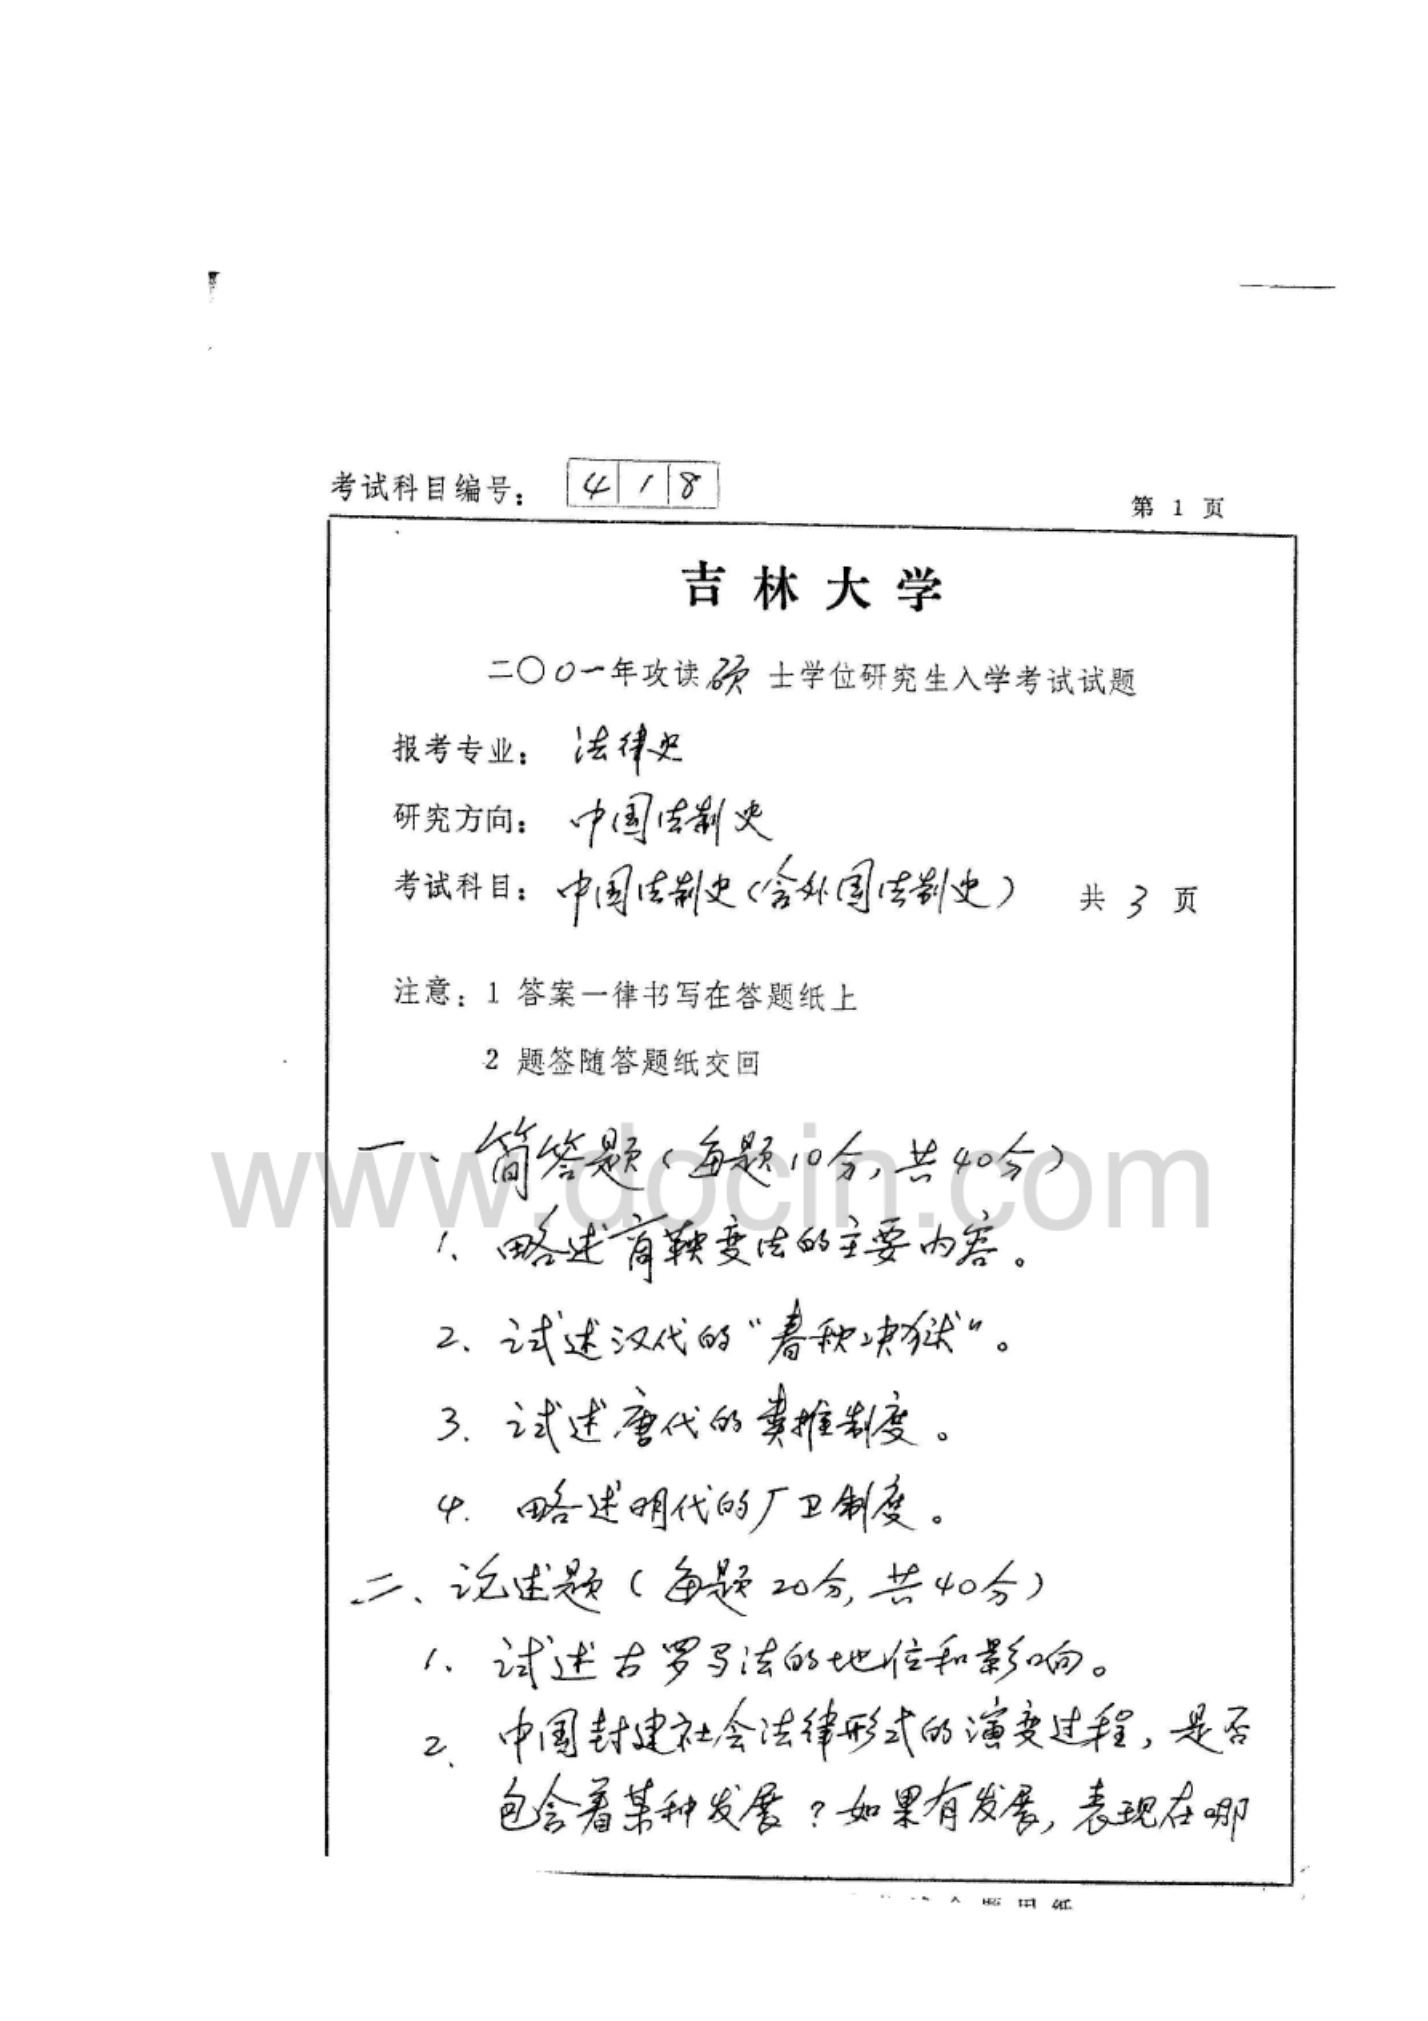 考试科目编号： 418
第 1 页
吉林大学
二〇〇一年攻读硕士学位研究生入学考试试题
报考专业： 法律史
研究方向： 中国法制史
考试科目： 中国法制史（含外国法制史） 共 3 页
注意：1 答案一律书写在答题纸上
2 题签随答题纸交回
一、简答题（每题10分，共40分）
www.docin.com
1、略述商鞅变法的主要内容。
2、试述汉代的“春秋决狱”。
3. 试述唐代的类推制度。
4. 略述明代的厂卫制度。
二、论述题（每题20分，共40分）
1、试述古罗马法的地位和影响。
2、中国封建社会法律形式的演变过程，是否
包含着某种发展？如果有发展，表现在哪